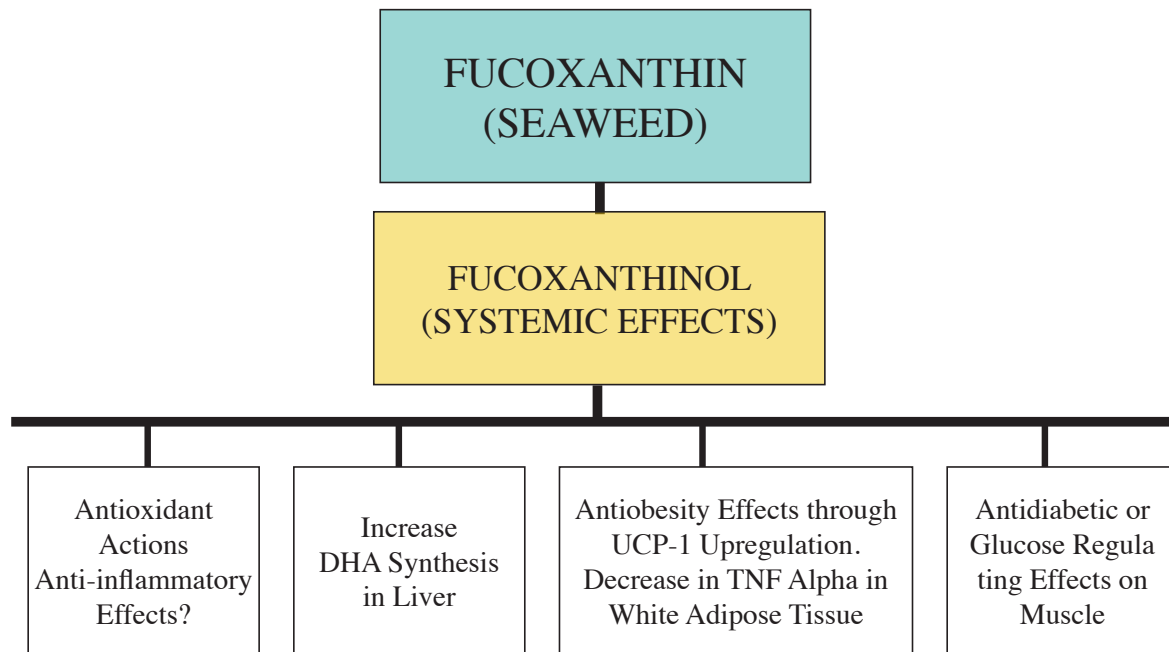 FUCOXANTHIN
(SEAWEED)
FUCOXANTHINOL
(SYSTEMIC EFFECTS)
Antioxidant
Actions
Anti-inflammatory
Effects?
Increase
DHA Synthesis
in Liver
Antiobesity Effects through
UCP-1 Upregulation.
Decrease in TNF Alpha in
White Adipose Tissue
Antidiabetic or
Glucose Regula
ting Effects on
Muscle